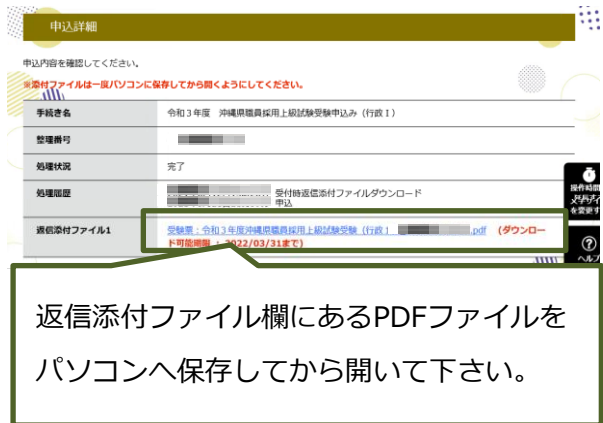 申込詳細
申込内容を確認してください。
※添付ファイルは一度パソコンに保存してから開くようにしてください。
手続き名 令和3年度 沖縄県職員採用上級試験受験申込み（行政Ⅰ）
整理番号
処理状況 完了
処理履歴 受付時返信添付ファイルダウンロード
申込
返信添付ファイル1 受験票：令和3年度沖縄県職員採用上級試験受験（行政Ⅰ .pdf (ダウンロー
ド可能期限 : 2022/03/31まで)
操作時間
を変更す
ヘルプ
返信添付ファイル欄にあるPDFファイルを
パソコンへ保存してから開いて下さい。